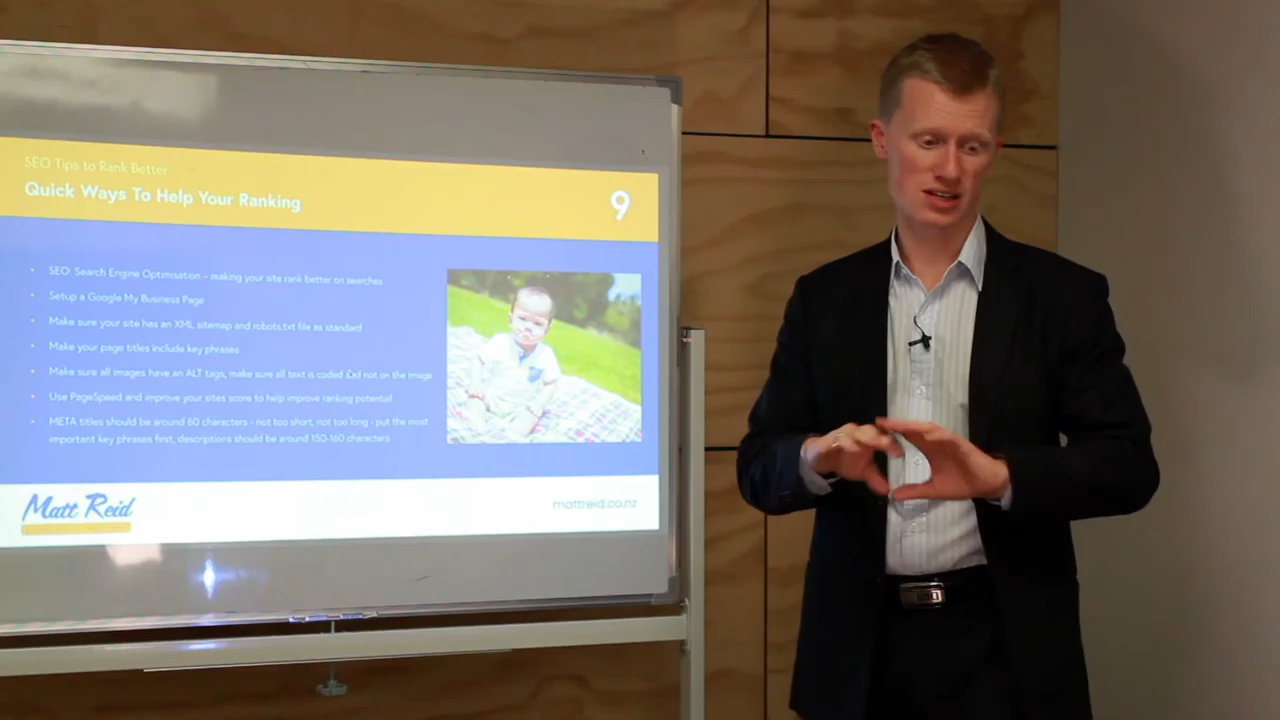 SEO Tips to Rank Better
Quick Ways To Help Your Ranking
9
SEO: Search Engine Optimisation – making your site rank better on searches
Setup a Google My Business Page
Make sure your site has an XML sitemap and robots.txt file as standard
Make your page titles include key phrases
Make sure all images have an ALT tags, make sure all text is coded and not on the image
Use PageSpeed and improve your sites score to help improve ranking potential
META titles should be around 60 characters - not too short, not too long - put the most
important key phrases first, descriptions should be around 150-160 characters
Matt Reid
mattreid.co.nz